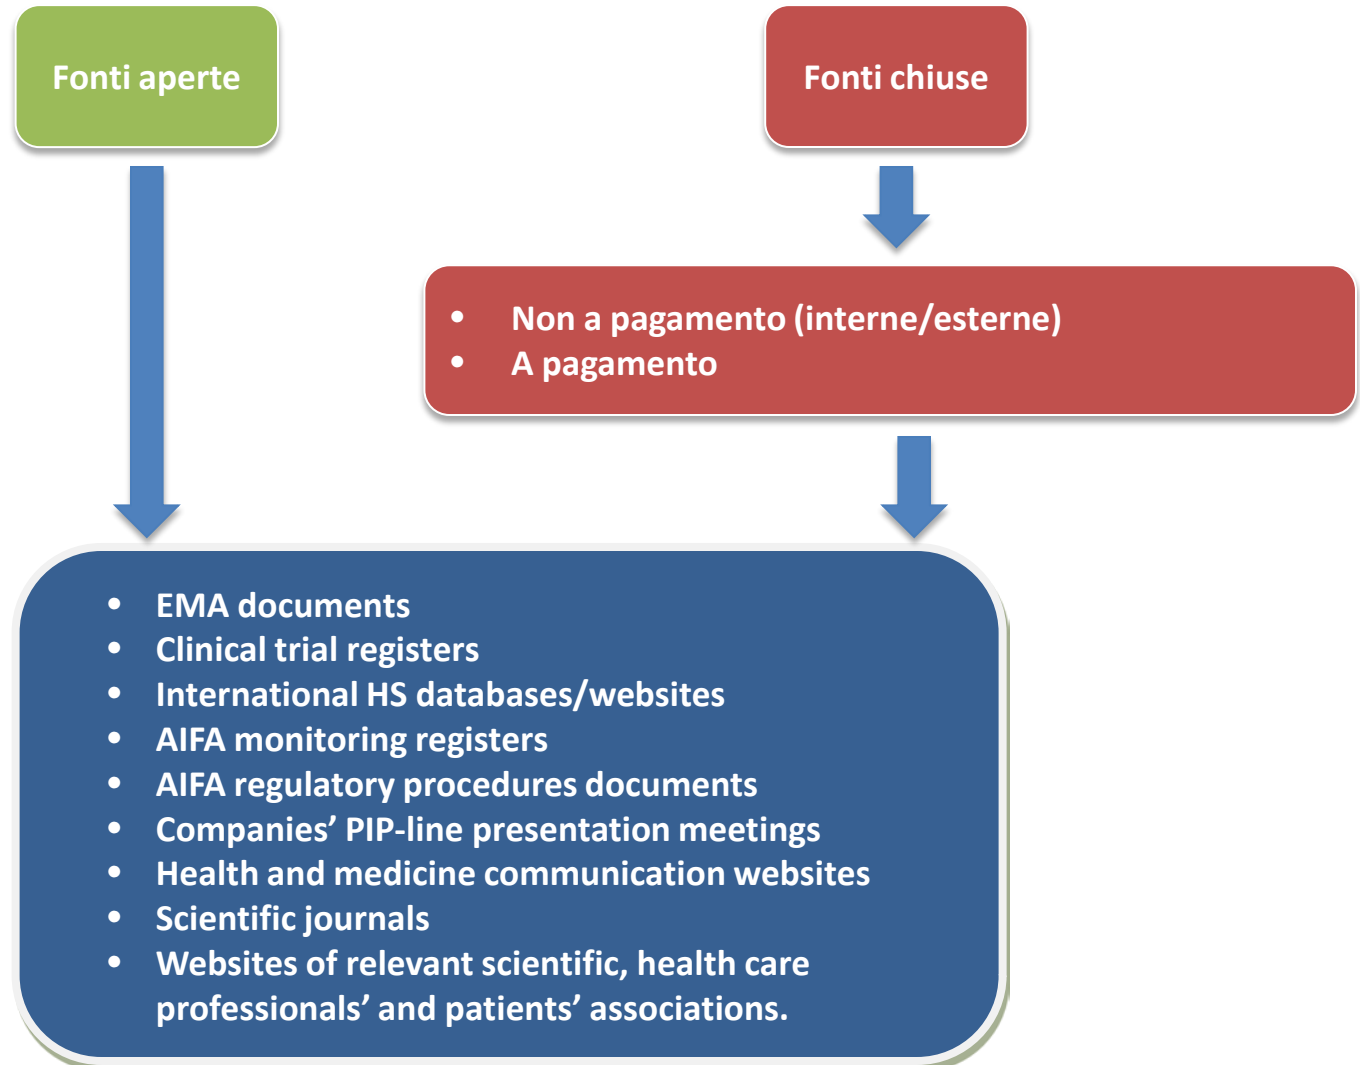 Fonti aperte
Fonti chiuse
• Non a pagamento (interne/esterne)
• A pagamento
• EMA documents
• Clinical trial registers
• International HS databases/websites
• AIFA monitoring registers
• AIFA regulatory procedures documents
• Companies’ PIP-line presentation meetings
• Health and medicine communication websites
• Scientific journals
• Websites of relevant scientific, health care
professionals’ and patients’ associations.